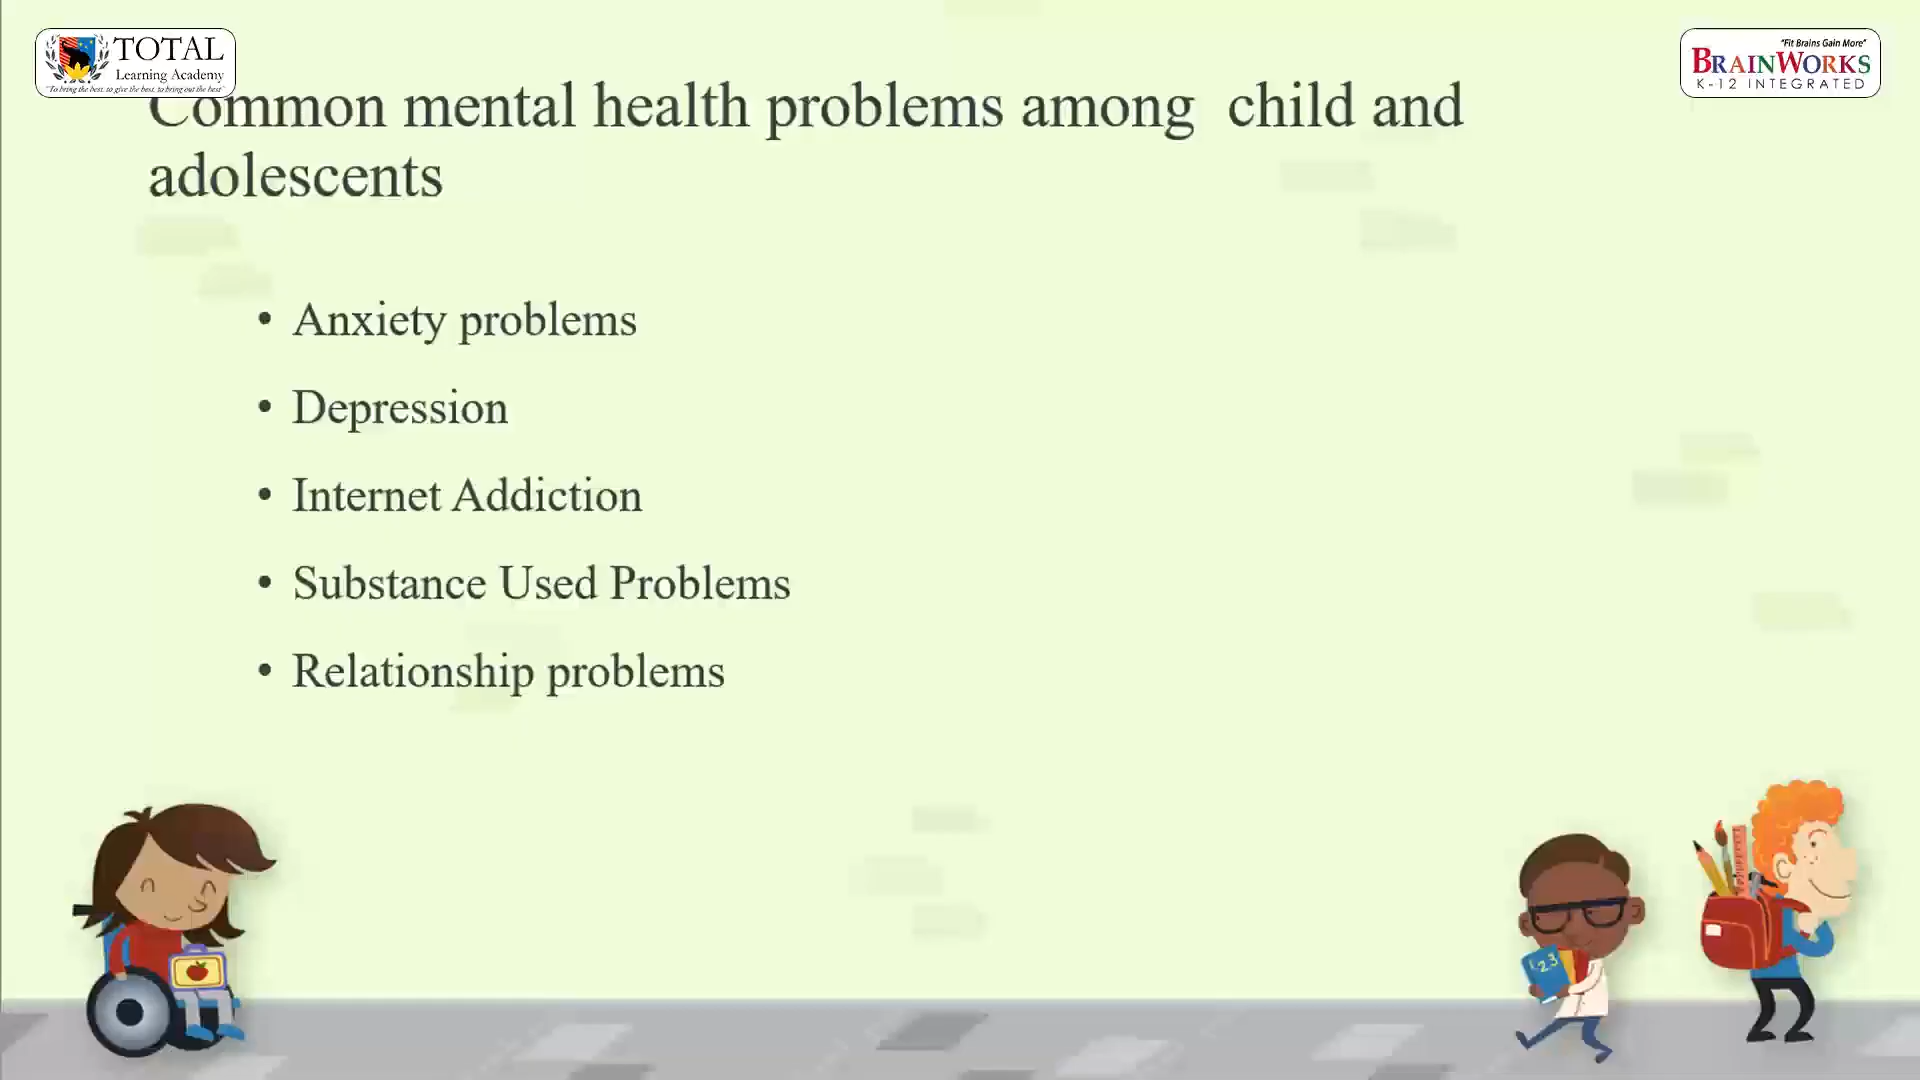 TOTAL
Learning Academy
"To bring the best, to give the best, to bring out the best"
"Fit Brains Gain More"
BRAINWORKS
K-12 INTEGRATED
Common mental health problems among child and
adolescents
• Anxiety problems
• Depression
• Internet Addiction
• Substance Used Problems
• Relationship problems
1,23